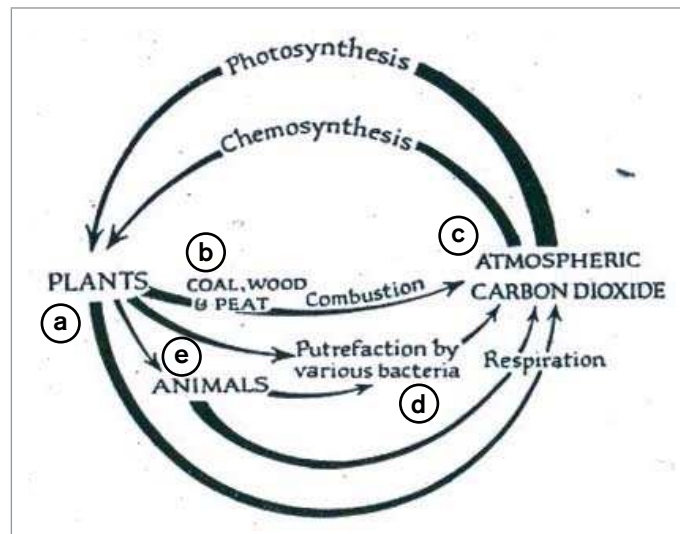 Photosynthesis
Chemosynthesis
b
c
PLANTS
COAL, WOOD
& PEAT
Combustion
ATMOSPHERIC
CARBON DIOXIDE
a
e
Putrefaction by
various bacteria
Respiration
ANIMALS
d